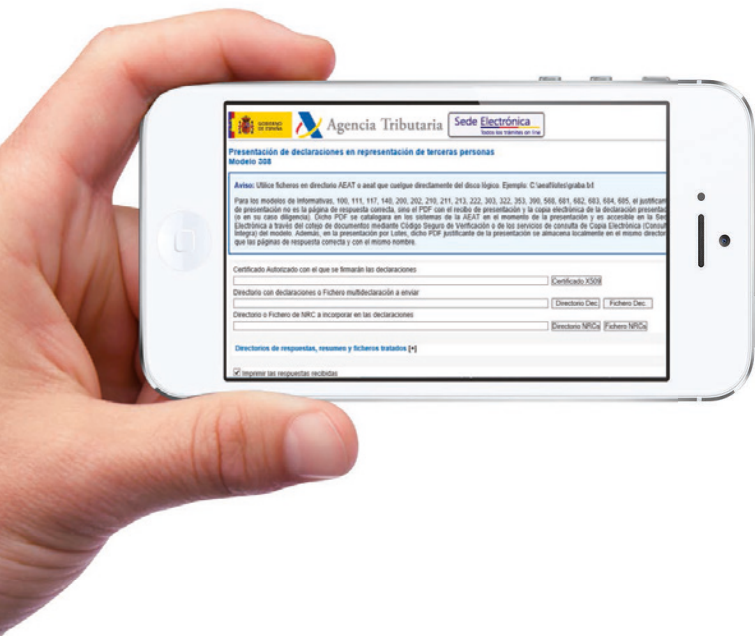 GOBIERNO
DE ESPAÑA
Agencia Tributaria
Sede Electrónica
Todos los trámites on line
Presentación de declaraciones en representación de terceras personas
Modelo 308
Aviso: Utilice ficheros en directorio AEAT o aeat que cuelgue directamente del disco lógico. Ejemplo: C:\aeat\lotes\graba.txt
Para los modelos de Informativas, 100, 111, 117, 140, 200, 202, 210, 211, 213, 222, 303, 322, 353, 390, 568, 681, 682, 683, 684, 685, el justifican
de presentación no es la página de respuesta correcta, sino el PDF con el recibo de presentación y la copia electrónica de la declaración presentad
(o en su caso diligencia). Dicho PDF se catalogara en los sistemas de la AEAT en el momento de la presentación y es accesible en la Sed
Electrónica a través del cotejo de documentos mediante Código Seguro de Verificación o de los servicios de consulta de Copia Electrónica (Consult
Integra) del modelo. Además, en la presentación por Lotes, dicho PDF justificante de la presentación se almacena localmente en el mismo director
que las páginas de respuesta correcta y con el mismo nombre.
Certificado Autorizado con el que se firmarán las declaraciones
Certificado X509
Directorio con declaraciones o Fichero multideclaración a enviar
Directorio Dec. Fichero Dec.
Directorio o Fichero de NRC a incorporar en las declaraciones
Directorio NRCs Fichero NRCs
Directorios de respuestas, resumen y ficheros tratados [+]
Imprimir las respuestas recibidas